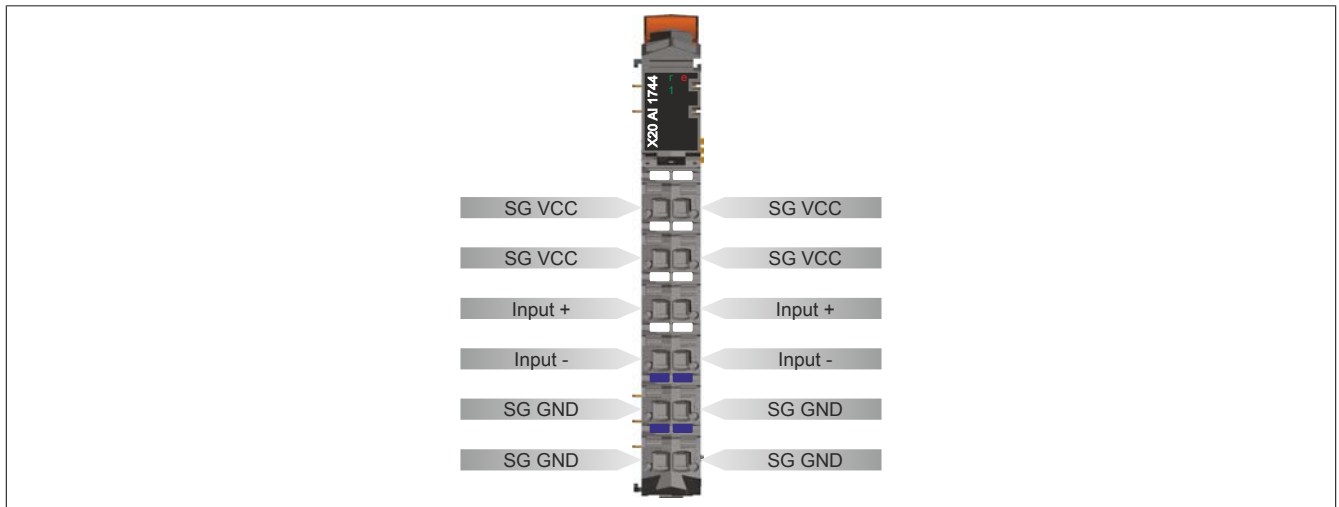 X20 AI 1744
r e
1
SG VCC SG VCC
SG VCC SG VCC
Input + Input +
Input - Input -
SG GND SG GND
SG GND SG GND